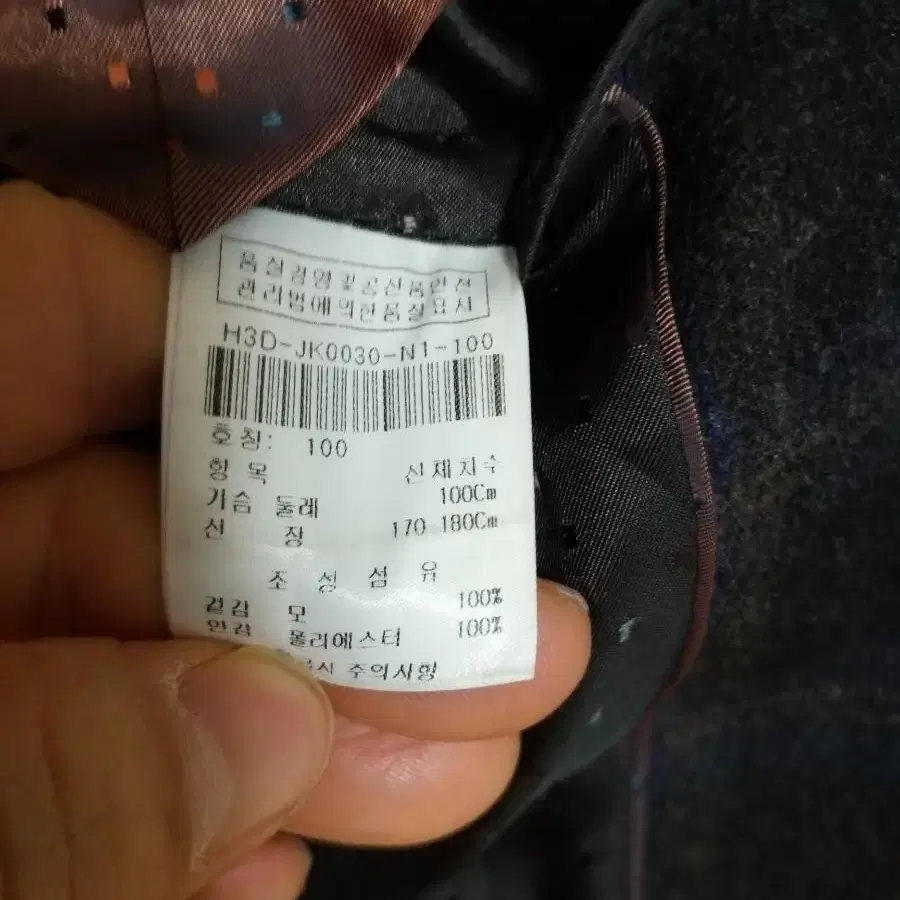 품질경영및공산품안전
관리법에의한품질표시
H3D-JK0030-N1-100
호칭: 100
항 목 신체치수
가슴 둘레 100Cm
신 장 170 180Cm
조 성 섬 유
겉감 모 100%
안감 폴리에스터 100%
주의사항